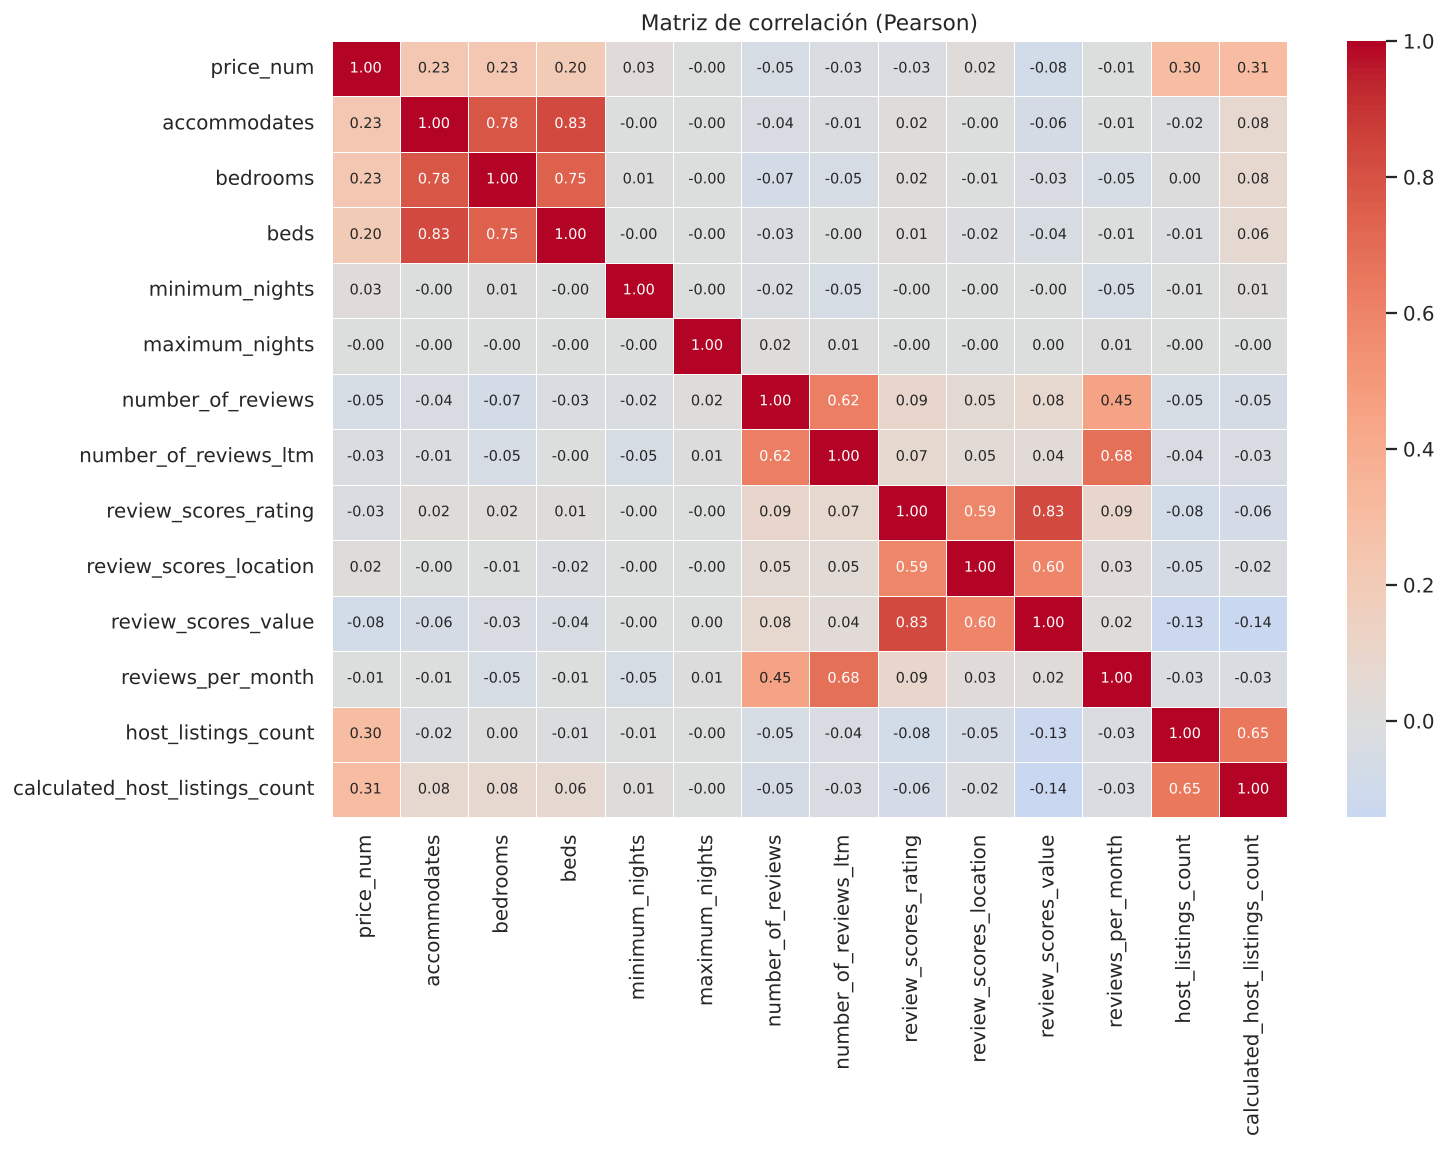 Matriz de correlación (Pearson)
price_num 1.00 0.23 0.23 0.20 0.03 -0.00 -0.05 -0.03 -0.03 0.02 -0.08 -0.01 0.30 0.31
accommodates 0.23 1.00 0.78 0.83 -0.00 -0.00 -0.04 -0.01 0.02 -0.00 -0.06 -0.01 -0.02 0.08
bedrooms 0.23 0.78 1.00 0.75 0.01 -0.00 -0.07 -0.05 0.02 -0.01 -0.03 -0.05 0.00 0.08
beds 0.20 0.83 0.75 1.00 -0.00 -0.00 -0.03 -0.00 0.01 -0.02 -0.04 -0.01 -0.01 0.06
minimum_nights 0.03 -0.00 0.01 -0.00 1.00 -0.00 -0.02 -0.05 -0.00 -0.00 -0.00 -0.05 -0.01 0.01
maximum_nights -0.00 -0.00 -0.00 -0.00 -0.00 1.00 0.02 0.01 -0.00 -0.00 0.00 0.01 -0.00 -0.00
number_of_reviews -0.05 -0.04 -0.07 -0.03 -0.02 0.02 1.00 0.62 0.09 0.05 0.08 0.45 -0.05 -0.05
number_of_reviews_ltm -0.03 -0.01 -0.05 -0.00 -0.05 0.01 0.62 1.00 0.07 0.05 0.04 0.68 -0.04 -0.03
review_scores_rating -0.03 0.02 0.02 0.01 -0.00 -0.00 0.09 0.07 1.00 0.59 0.83 0.09 -0.08 -0.06
review_scores_location 0.02 -0.00 -0.01 -0.02 -0.00 -0.00 0.05 0.05 0.59 1.00 0.60 0.03 -0.05 -0.02
review_scores_value -0.08 -0.06 -0.03 -0.04 -0.00 0.00 0.08 0.04 0.83 0.60 1.00 0.02 -0.13 -0.14
reviews_per_month -0.01 -0.01 -0.05 -0.01 -0.05 0.01 0.45 0.68 0.09 0.03 0.02 1.00 -0.03 -0.03
host_listings_count 0.30 -0.02 0.00 -0.01 -0.01 -0.00 -0.05 -0.04 -0.08 -0.05 -0.13 -0.03 1.00 0.65
calculated_host_listings_count 0.31 0.08 0.08 0.06 0.01 -0.00 -0.05 -0.03 -0.06 -0.02 -0.14 -0.03 0.65 1.00
price_num
accommodates
bedrooms
beds
minimum_nights
maximum_nights
number_of_reviews
number_of_reviews_ltm
review_scores_rating
review_scores_location
review_scores_value
reviews_per_month
host_listings_count
calculated_host_listings_count
1.0
0.8
0.6
0.4
0.2
0.0